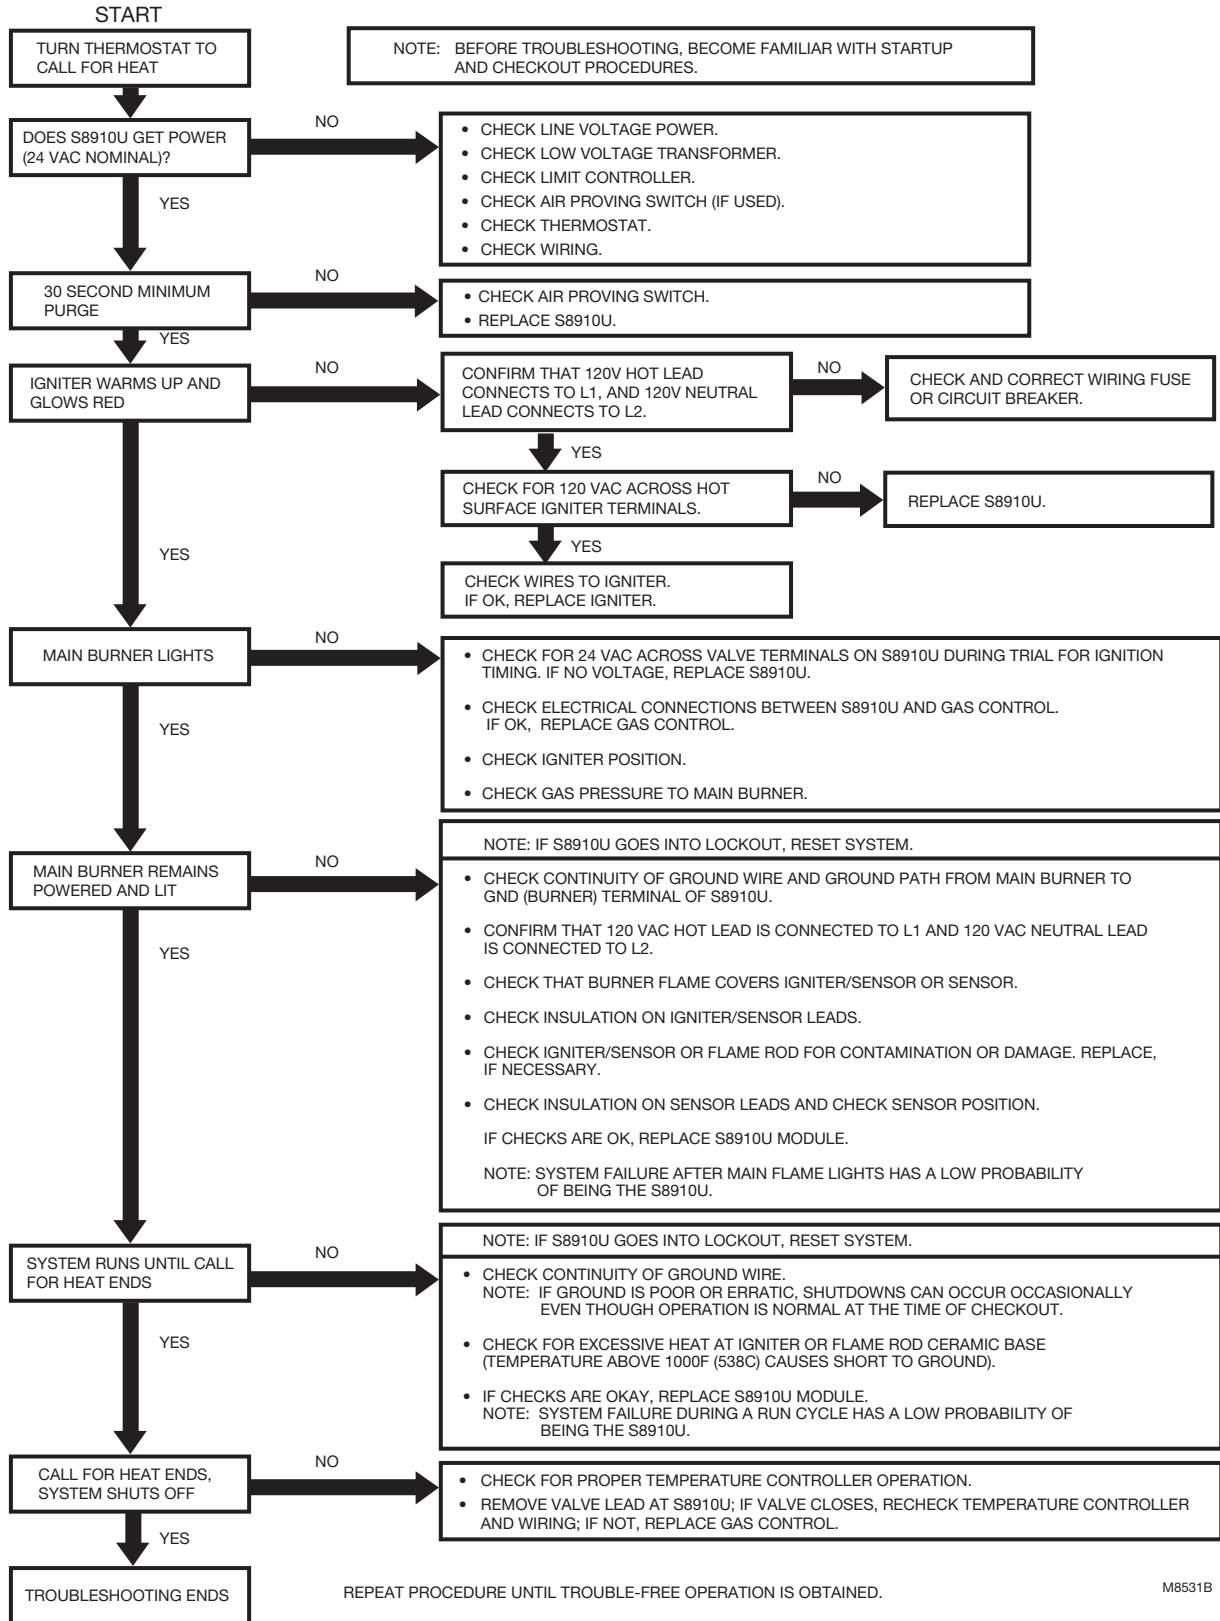 START
TURN THERMOSTAT TO
CALL FOR HEAT
NOTE: BEFORE TROUBLESHOOTING, BECOME FAMILIAR WITH STARTUP
AND CHECKOUT PROCEDURES.
DOES S8910U GET POWER
(24 VAC NOMINAL)?
NO
• CHECK LINE VOLTAGE POWER.
• CHECK LOW VOLTAGE TRANSFORMER.
• CHECK LIMIT CONTROLLER.
• CHECK AIR PROVING SWITCH (IF USED).
• CHECK THERMOSTAT.
• CHECK WIRING.
YES
30 SECOND MINIMUM
PURGE
NO
• CHECK AIR PROVING SWITCH.
• REPLACE S8910U.
YES
IGNITER WARMS UP AND
GLOWS RED
NO
CONFIRM THAT 120V HOT LEAD
CONNECTS TO L1, AND 120V NEUTRAL
LEAD CONNECTS TO L2.
NO
CHECK AND CORRECT WIRING FUSE
OR CIRCUIT BREAKER.
YES
CHECK FOR 120 VAC ACROSS HOT
SURFACE IGNITER TERMINALS.
NO
REPLACE S8910U.
YES
CHECK WIRES TO IGNITER.
IF OK, REPLACE IGNITER.
YES
MAIN BURNER LIGHTS
NO
• CHECK FOR 24 VAC ACROSS VALVE TERMINALS ON S8910U DURING TRIAL FOR IGNITION
TIMING. IF NO VOLTAGE, REPLACE S8910U.
• CHECK ELECTRICAL CONNECTIONS BETWEEN S8910U AND GAS CONTROL.
IF OK, REPLACE GAS CONTROL.
• CHECK IGNITER POSITION.
• CHECK GAS PRESSURE TO MAIN BURNER.
YES
MAIN BURNER REMAINS
POWERED AND LIT
NO
NOTE: IF S8910U GOES INTO LOCKOUT, RESET SYSTEM.
• CHECK CONTINUITY OF GROUND WIRE AND GROUND PATH FROM MAIN BURNER TO
GND (BURNER) TERMINAL OF S8910U.
• CONFIRM THAT 120 VAC HOT LEAD IS CONNECTED TO L1 AND 120 VAC NEUTRAL LEAD
IS CONNECTED TO L2.
• CHECK THAT BURNER FLAME COVERS IGNITER/SENSOR OR SENSOR.
• CHECK INSULATION ON IGNITER/SENSOR LEADS.
• CHECK IGNITER/SENSOR OR FLAME ROD FOR CONTAMINATION OR DAMAGE. REPLACE,
IF NECESSARY.
• CHECK INSULATION ON SENSOR LEADS AND CHECK SENSOR POSITION.
IF CHECKS ARE OK, REPLACE S8910U MODULE.
NOTE: SYSTEM FAILURE AFTER MAIN FLAME LIGHTS HAS A LOW PROBABILITY
OF BEING THE S8910U.
YES
SYSTEM RUNS UNTIL CALL
FOR HEAT ENDS
NO
NOTE: IF S8910U GOES INTO LOCKOUT, RESET SYSTEM.
• CHECK CONTINUITY OF GROUND WIRE.
NOTE: IF GROUND IS POOR OR ERRATIC, SHUTDOWNS CAN OCCUR OCCASIONALLY
EVEN THOUGH OPERATION IS NORMAL AT THE TIME OF CHECKOUT.
• CHECK FOR EXCESSIVE HEAT AT IGNITER OR FLAME ROD CERAMIC BASE
(TEMPERATURE ABOVE 1000F (538C) CAUSES SHORT TO GROUND).
• IF CHECKS ARE OKAY, REPLACE S8910U MODULE.
NOTE: SYSTEM FAILURE DURING A RUN CYCLE HAS A LOW PROBABILITY OF
BEING THE S8910U.
YES
CALL FOR HEAT ENDS,
SYSTEM SHUTS OFF
NO
• CHECK FOR PROPER TEMPERATURE CONTROLLER OPERATION.
• REMOVE VALVE LEAD AT S8910U; IF VALVE CLOSES, RECHECK TEMPERATURE CONTROLLER
AND WIRING; IF NOT, REPLACE GAS CONTROL.
YES
TROUBLESHOOTING ENDS
REPEAT PROCEDURE UNTIL TROUBLE-FREE OPERATION IS OBTAINED.
M8531B